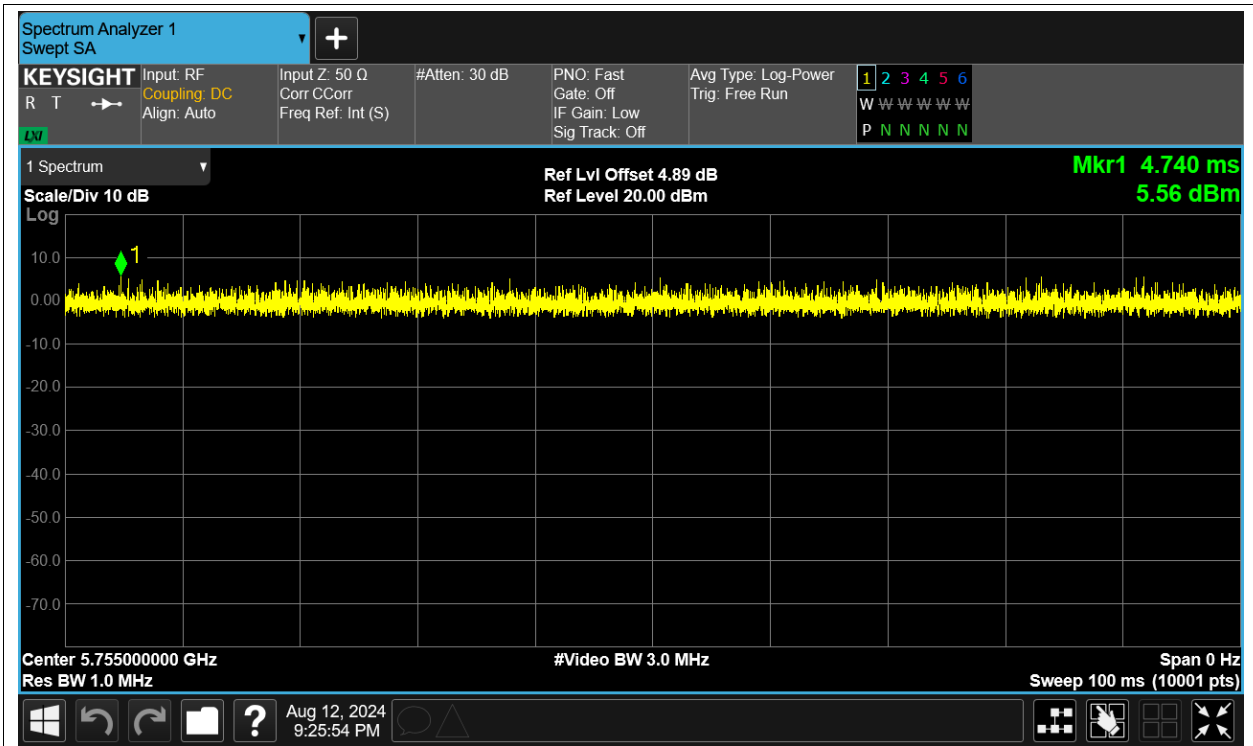 Spectrum Analyzer 1
Swept SA
+
KEYSIGHT
R T
LXI
Input: RF
Coupling: DC
Align: Auto
Input Z: 50 Ω
Corr CCorr
Freq Ref: Int (S)
#Atten: 30 dB
PNO: Fast
Gate: Off
IF Gain: Low
Sig Track: Off
Avg Type: Log-Power
Trig: Free Run
1 2 3 4 5 6
W W W W W W
P N N N N N
1 Spectrum
Scale/Div 10 dB
Log
Ref Lvl Offset 4.89 dB
Ref Level 20.00 dBm
Mkr1 4.740 ms
5.56 dBm
1
10.0
0.00
-10.0
-20.0
-30.0
-40.0
-50.0
-60.0
-70.0
Center 5.755000000 GHz
Res BW 1.0 MHz
#Video BW 3.0 MHz
Span 0 Hz
Sweep 100 ms (10001 pts)
?
Aug 12, 2024
9:25:54 PM